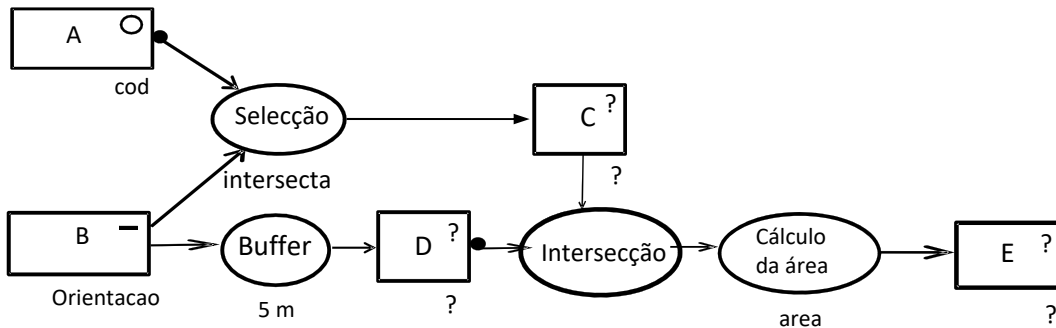 A
cod
Selecção
intersecta
C ?
?
B
Orientacao
Buffer
5 m
D ?
?
Intersecção
Cálculo
da área
area
E ?
?